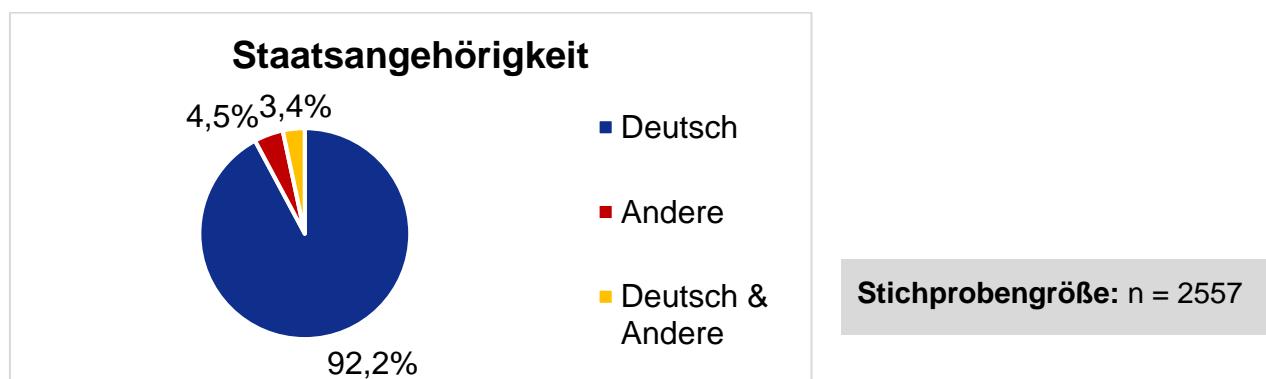 Staatsangehörigkeit
4,5%
3,4%
92,2%
Deutsch
Andere
Deutsch &
Andere
Stichprobengröße: n = 2557